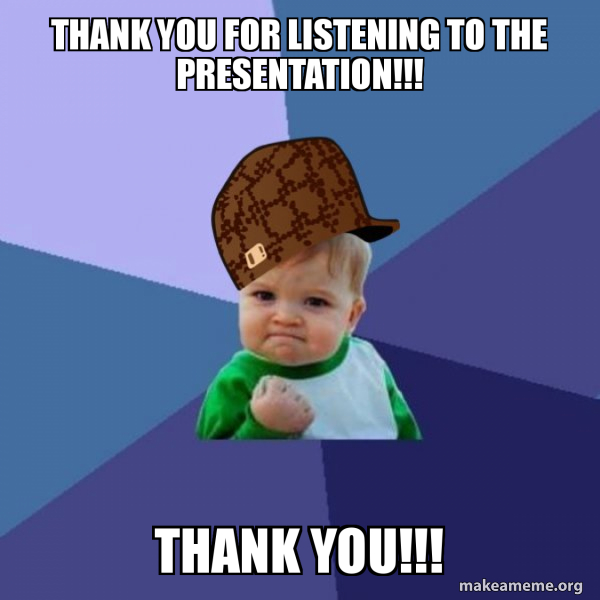 THANK YOU FOR LISTENING TO THE
PRESENTATION!!!
THANK YOU!!!
makeameme.org